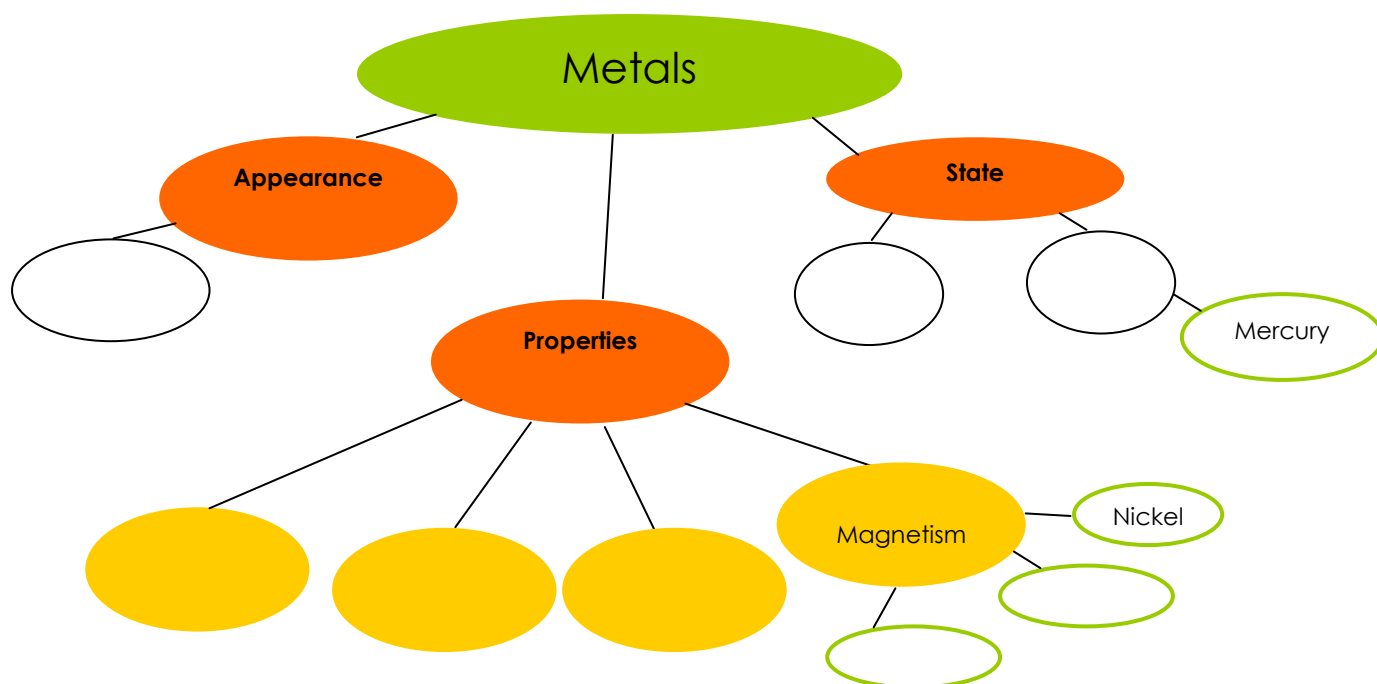 Metals
Appearance
State
Mercury
Properties
Magnetism
Nickel